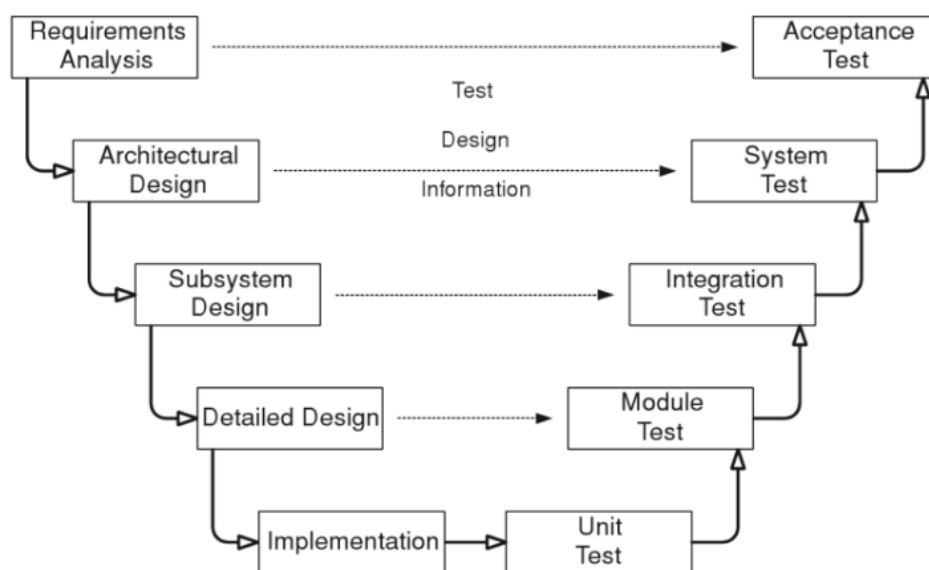 Requirements
Analysis
Acceptance
Test
Test
Design
Information
Architectural
Design
System
Test
Subsystem
Design
Integration
Test
Detailed Design
Module
Test
Implementation
Unit
Test